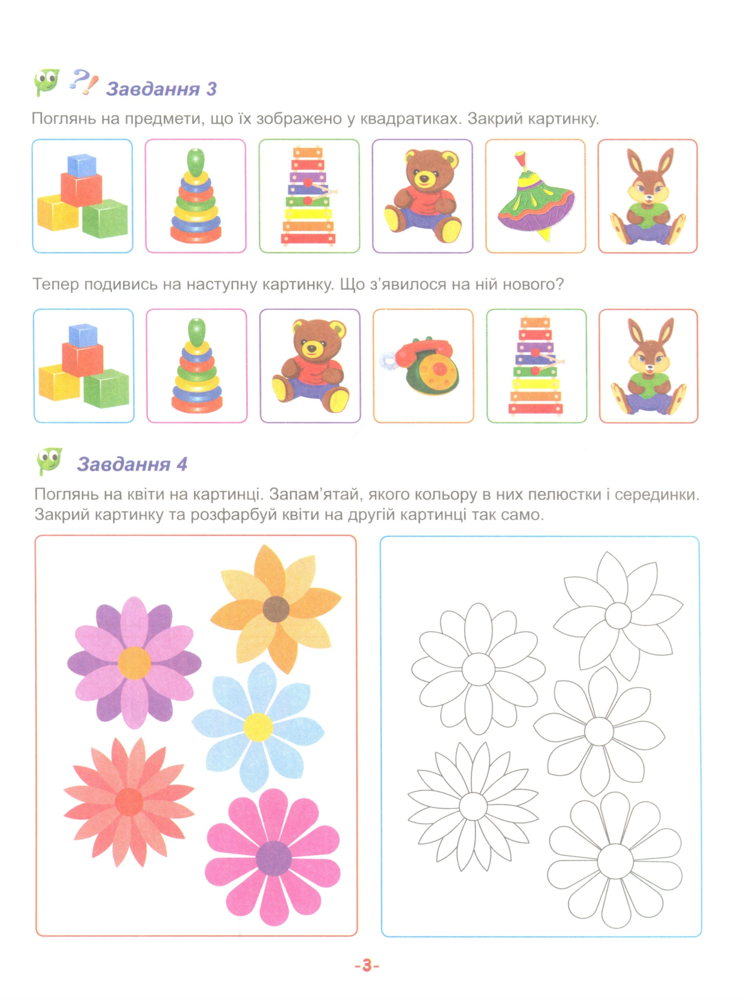 ?! Завдання 3
Поглянь на предмети, що їх зображено у квадратиках. Закрий картинку.
Тепер подивись на наступну картинку. Що з’явилося на ній нового?
Завдання 4
Поглянь на квіти на картинці. Запам’ятай, якого кольору в них пелюстки і серединки.
Закрий картинку та розфарбуй квіти на другій картинці так само.
-3-